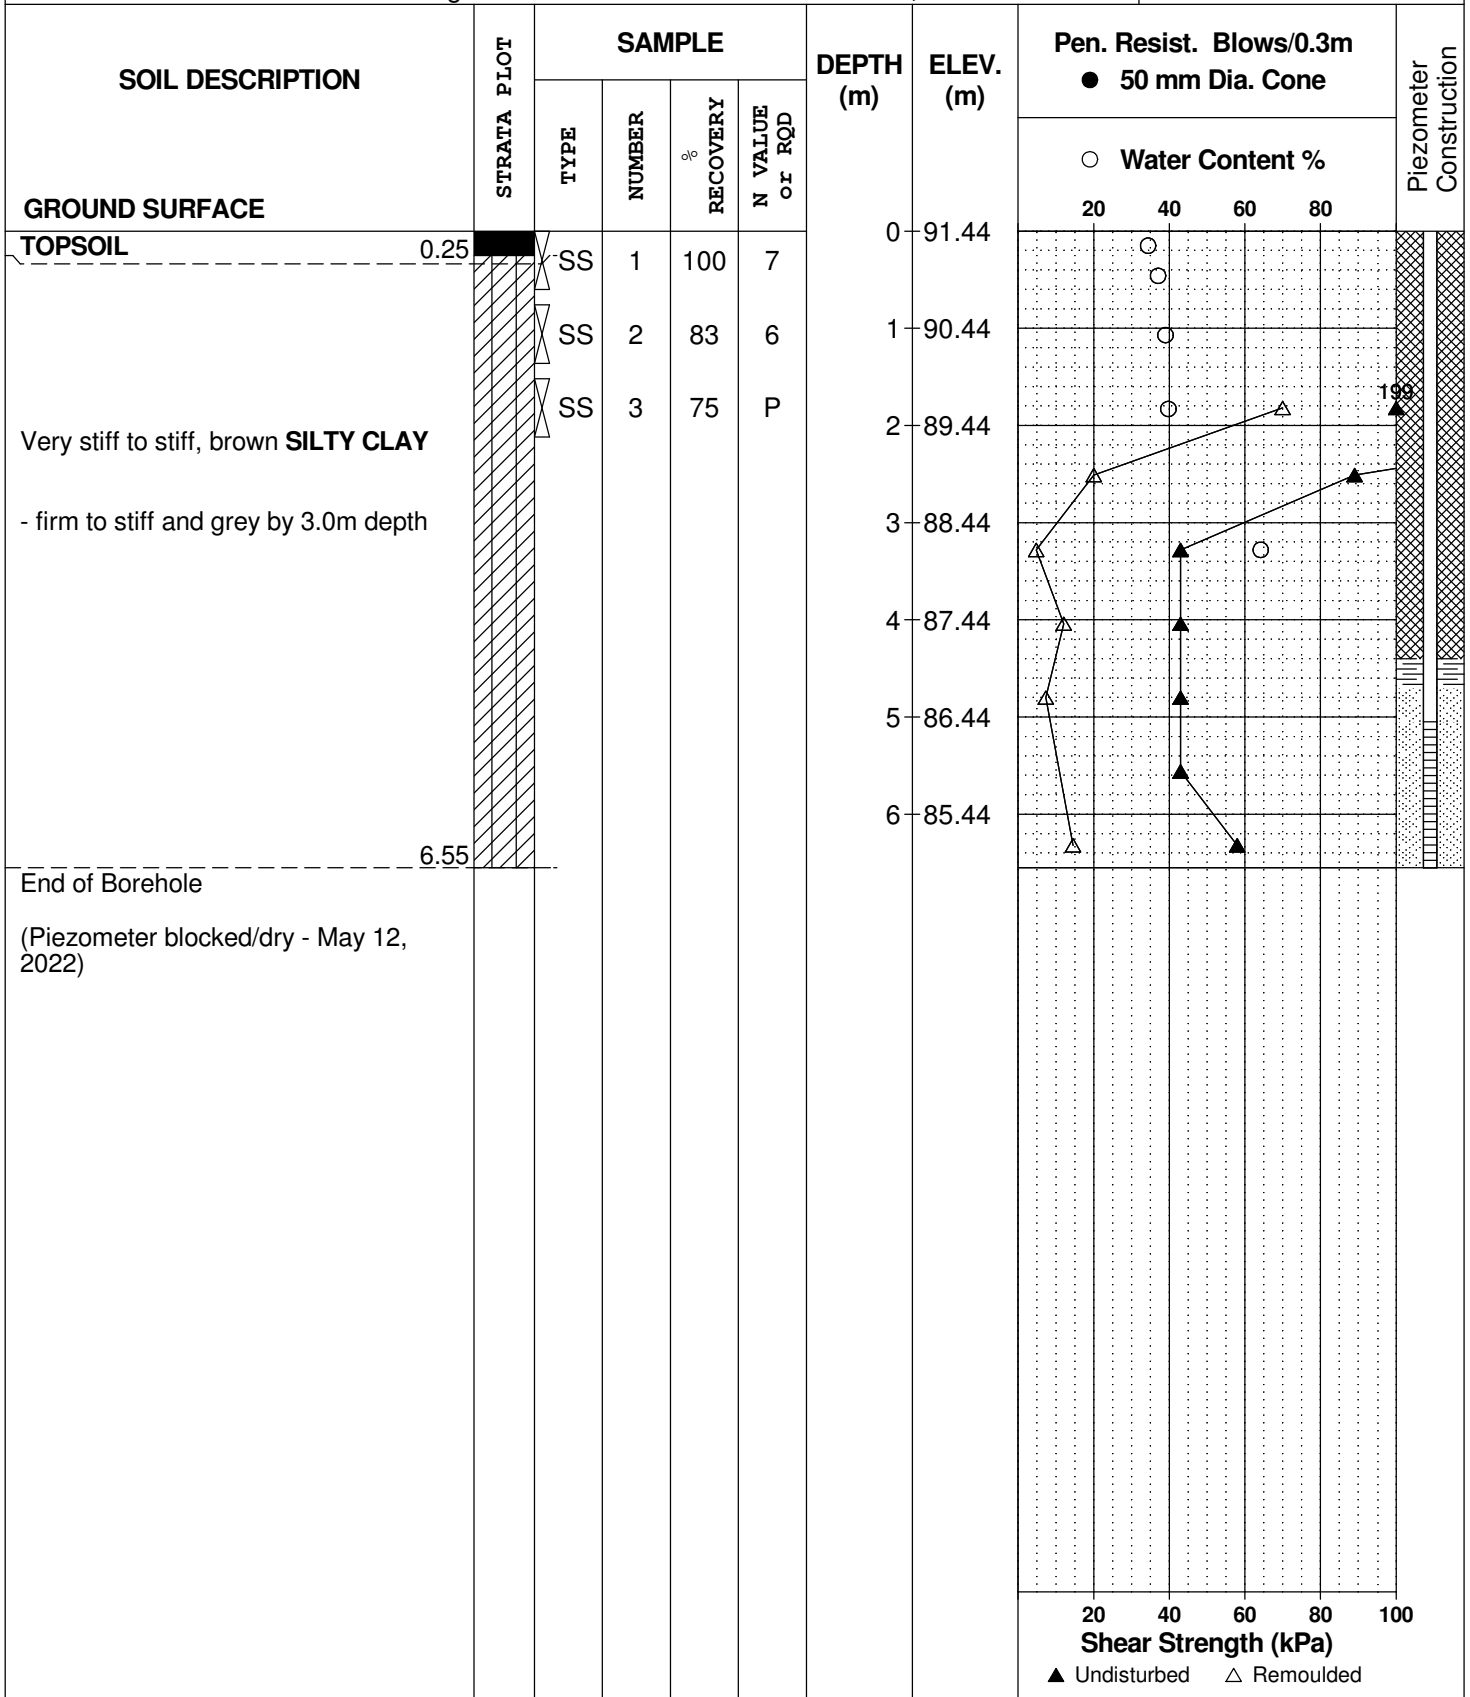 SOIL DESCRIPTION
GROUND SURFACE
STRATA PLOT
SAMPLE
TYPE
NUMBER
%
RECOVERY
N VALUE
or RQD
DEPTH
(m)
ELEV.
(m)
Pen. Resist. Blows/0.3m
● 50 mm Dia. Cone
○ Water Content %
20 40 60 80
Piezometer
Construction
TOPSOIL 0.25
0 91.44
SS 1 100 7
1 90.44
SS 2 83 6
199
SS 3 75 P
2 89.44
Very stiff to stiff, brown SILTY CLAY
- firm to stiff and grey by 3.0m depth
3 88.44
4 87.44
5 86.44
6 85.44
6.55
End of Borehole
(Piezometer blocked/dry - May 12,
2022)
20 40 60 80 100
Shear Strength (kPa)
▲ Undisturbed △ Remoulded